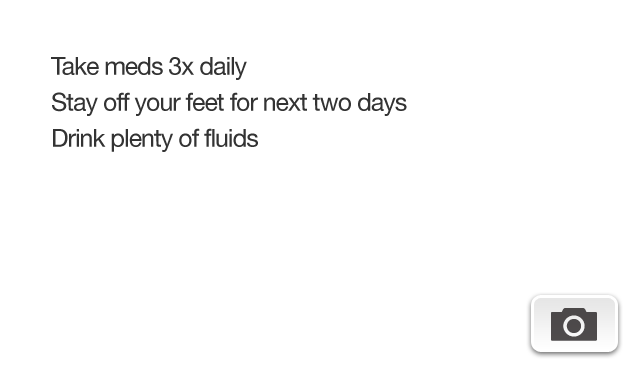 Take meds 3x daily
Stay off your feet for next two days
Drink plenty of fluids